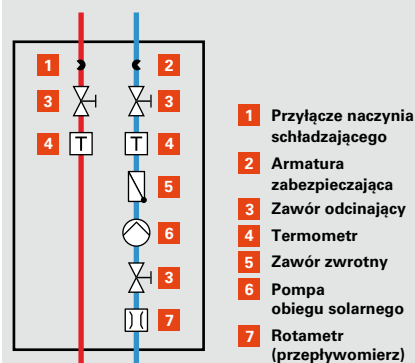 1 2
3 3
4 T T 4
5
6
3
7
1 Przyłącze naczynia
schładzającego
2 Armatura
zabezpieczająca
3 Zawór odcinający
4 Termometr
5 Zawór zwrotny
6 Pompa
obiegu solarnego
7 Rotametr
(przepływomierz)